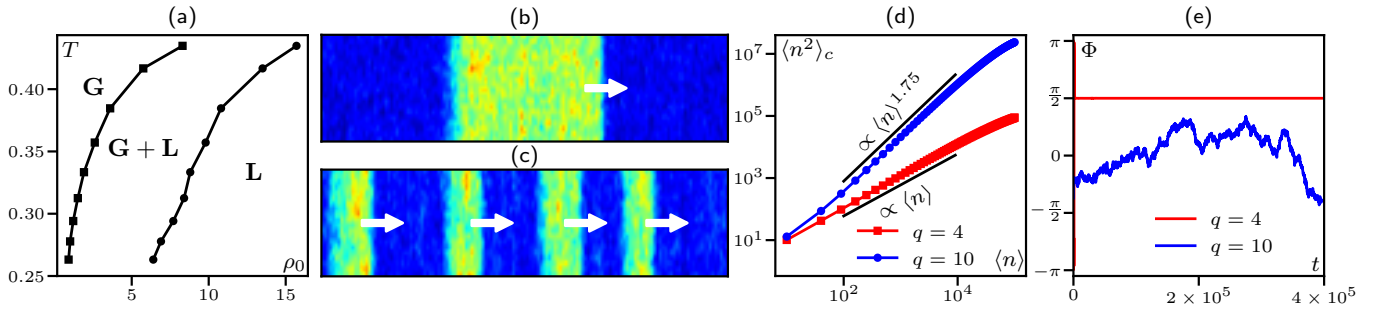 (a)
T
G
G + L
L
ρ₀
0.40
0.35
0.30
0.25
5
10
15
(b)
(c)
(d)
⟨n²⟩_c
10⁷
10⁵
10³
10¹
∝ ⟨n⟩^1.75
∝ ⟨n⟩
q = 4
q = 10
⟨n⟩
10²
10⁴
(e)
Φ
π
π/2
0
−π/2
−π
q = 4
q = 10
t
0
2 × 10⁵
4 × 10⁵